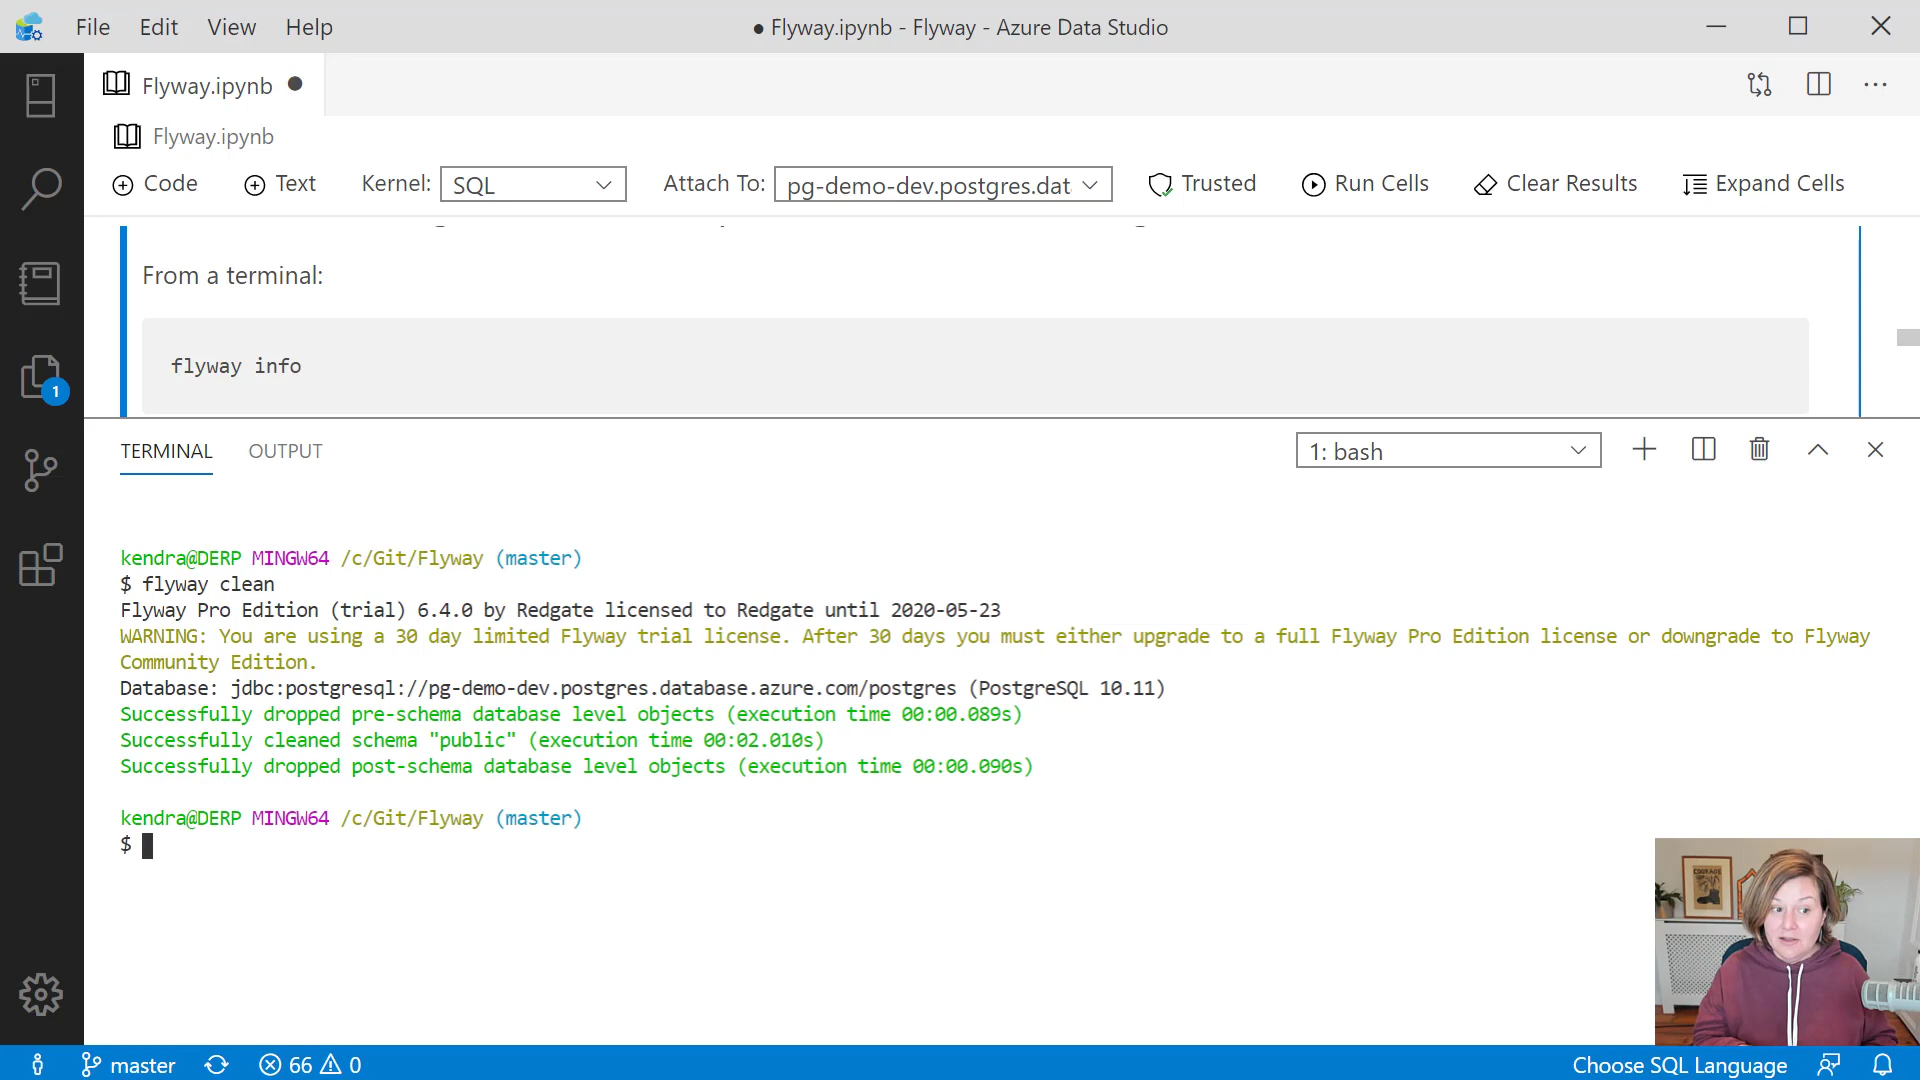 File Edit View Help
● Flyway.ipynb - Flyway - Azure Data Studio
Flyway.ipynb ●
Flyway.ipynb
Code Text Kernel: SQL Attach To: pg-demo-dev.postgres.dat Trusted Run Cells Clear Results Expand Cells
From a terminal:
flyway info
1
TERMINAL OUTPUT 1: bash
kendra@DERP MINGW64 /c/Git/Flyway (master)
$ flyway clean
Flyway Pro Edition (trial) 6.4.0 by Redgate licensed to Redgate until 2020-05-23
WARNING: You are using a 30 day limited Flyway trial license. After 30 days you must either upgrade to a full Flyway Pro Edition license or downgrade to Flyway
Community Edition.
Database: jdbc:postgresql://pg-demo-dev.postgres.database.azure.com/postgres (PostgreSQL 10.11)
Successfully dropped pre-schema database level objects (execution time 00:00.089s)
Successfully cleaned schema "public" (execution time 00:02.010s)
Successfully dropped post-schema database level objects (execution time 00:00.090s)
kendra@DERP MINGW64 /c/Git/Flyway (master)
$
COURAGE
master 66 0 Choose SQL Language